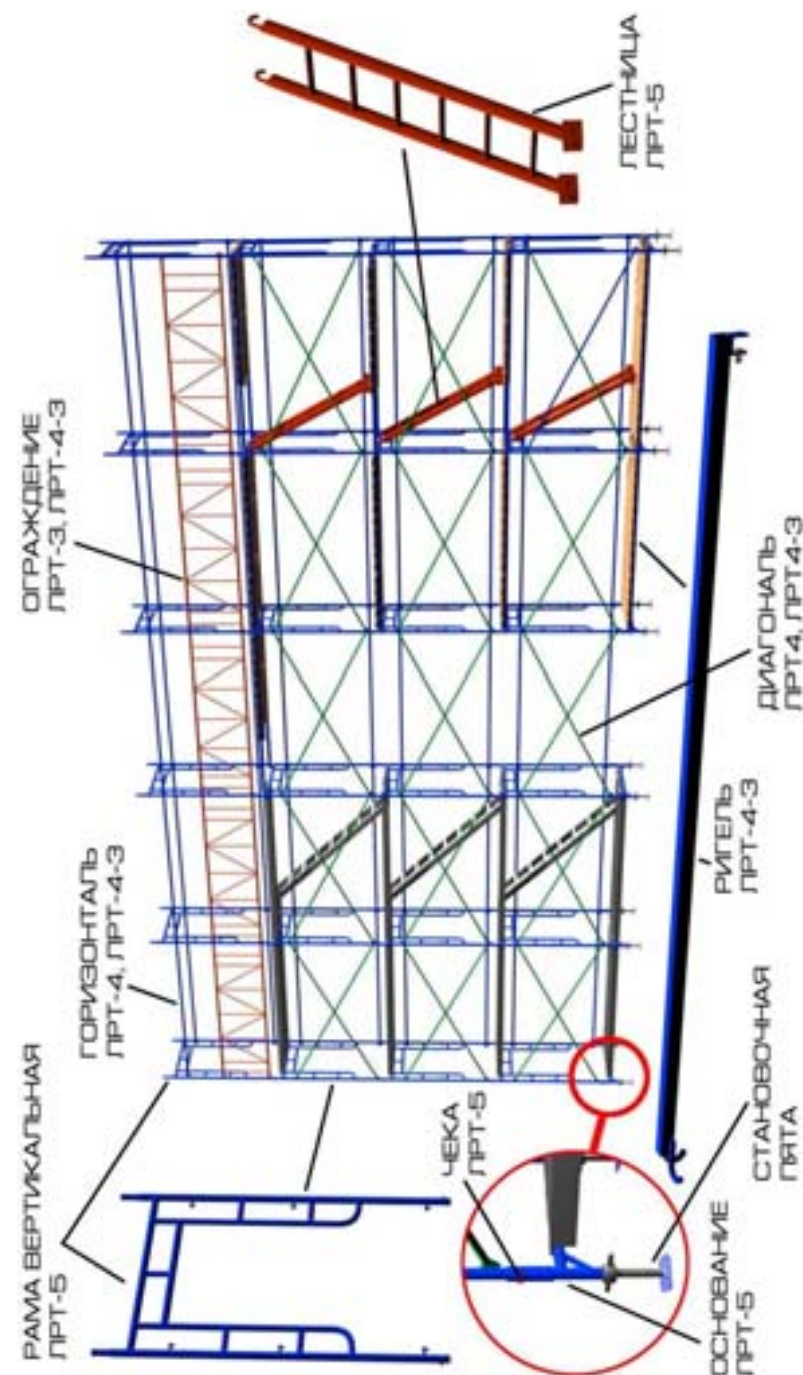 РАМА ВЕРТИКАЛЬНАЯ
ЛРТ-5
ГОРИЗОНТАЛЬ
ЛРТ-4, ЛРТ-4-3
ОГРАЖДЕНИЕ
ЛРТ-3, ЛРТ-4-3
ЛЕСТНИЦА
ЛРТ-5
ЧЕКА
ЛРТ-5
ОСНОВАНИЕ
ЛРТ-5
СТАНОВОЧНАЯ
ПЯТА
РИГЕЛЬ
ЛРТ-4-3
ДИАГОНАЛЬ
ЛРТ4, ЛРТ4-3